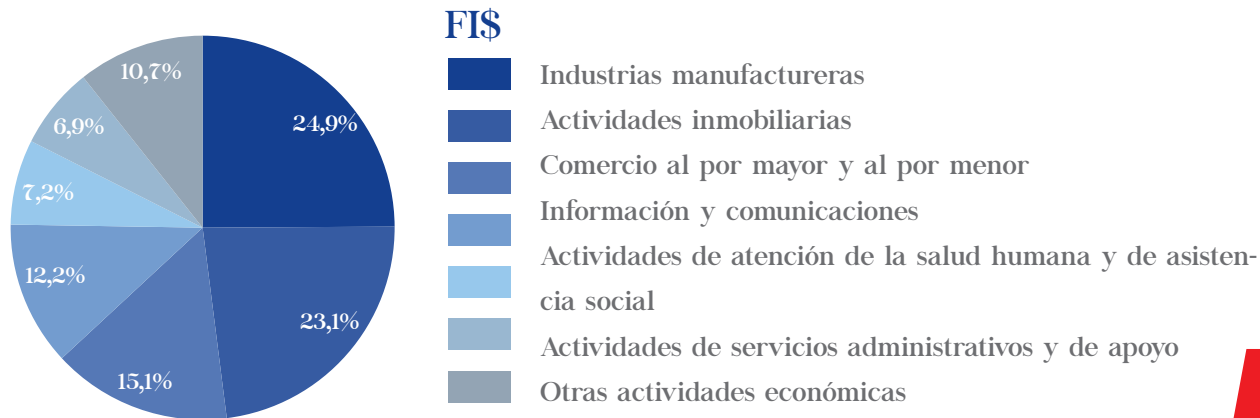 FI$
10,7%
24,9%
6,9%
7,2%
12,2%
23,1%
15,1%
Industrias manufactureras
Actividades inmobiliarias
Comercio al por mayor y al por menor
Información y comunicaciones
Actividades de atención de la salud humana y de asisten-
cia social
Actividades de servicios administrativos y de apoyo
Otras actividades económicas